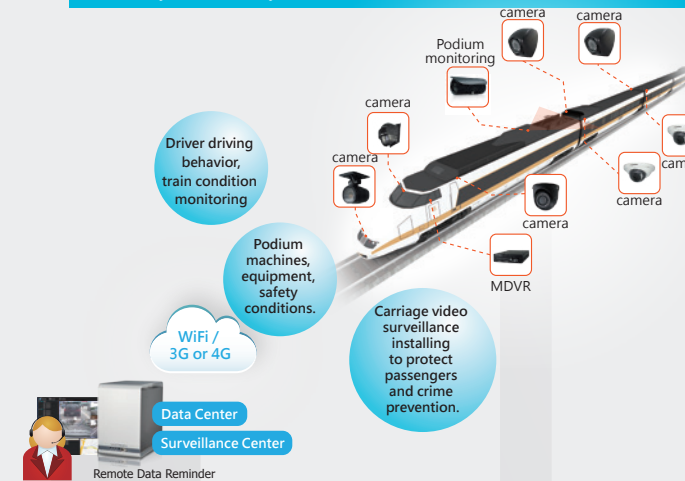 camera
camera
Podium
monitoring
camera
camera
Driver driving
behavior,
train condition
monitoring
camera
camera
MDVR
Podium
machines,
equipment,
safety
conditions.
Carriage video
surveillance
installing
to protect
passengers
and crime
prevention.
WiFi /
3G or 4G
Data Center
Surveillance Center
Remote Data Reminder